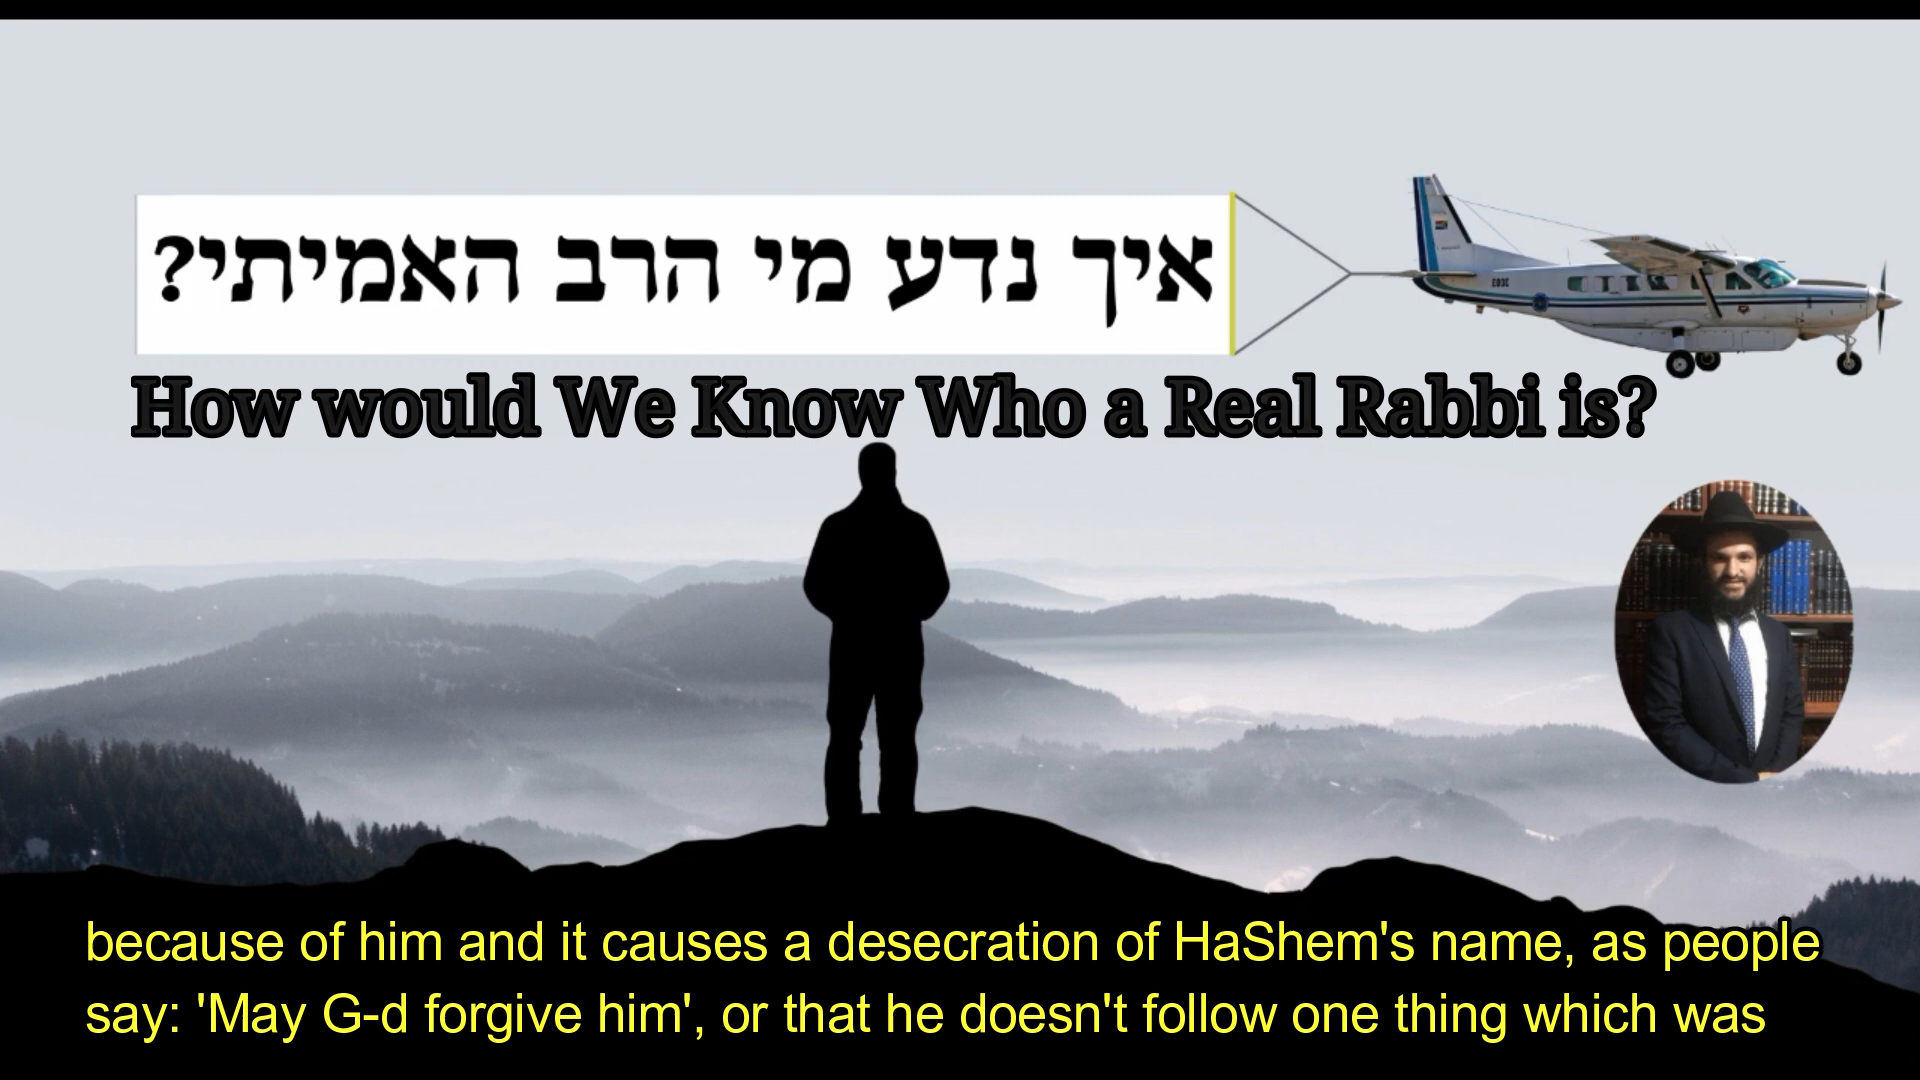 איך נדע מי הרב האמיתי?
How would We Know Who a Real Rabbi is?
because of him and it causes a desecration of HaShem's name, as people
say: 'May G-d forgive him', or that he doesn't follow one thing which was